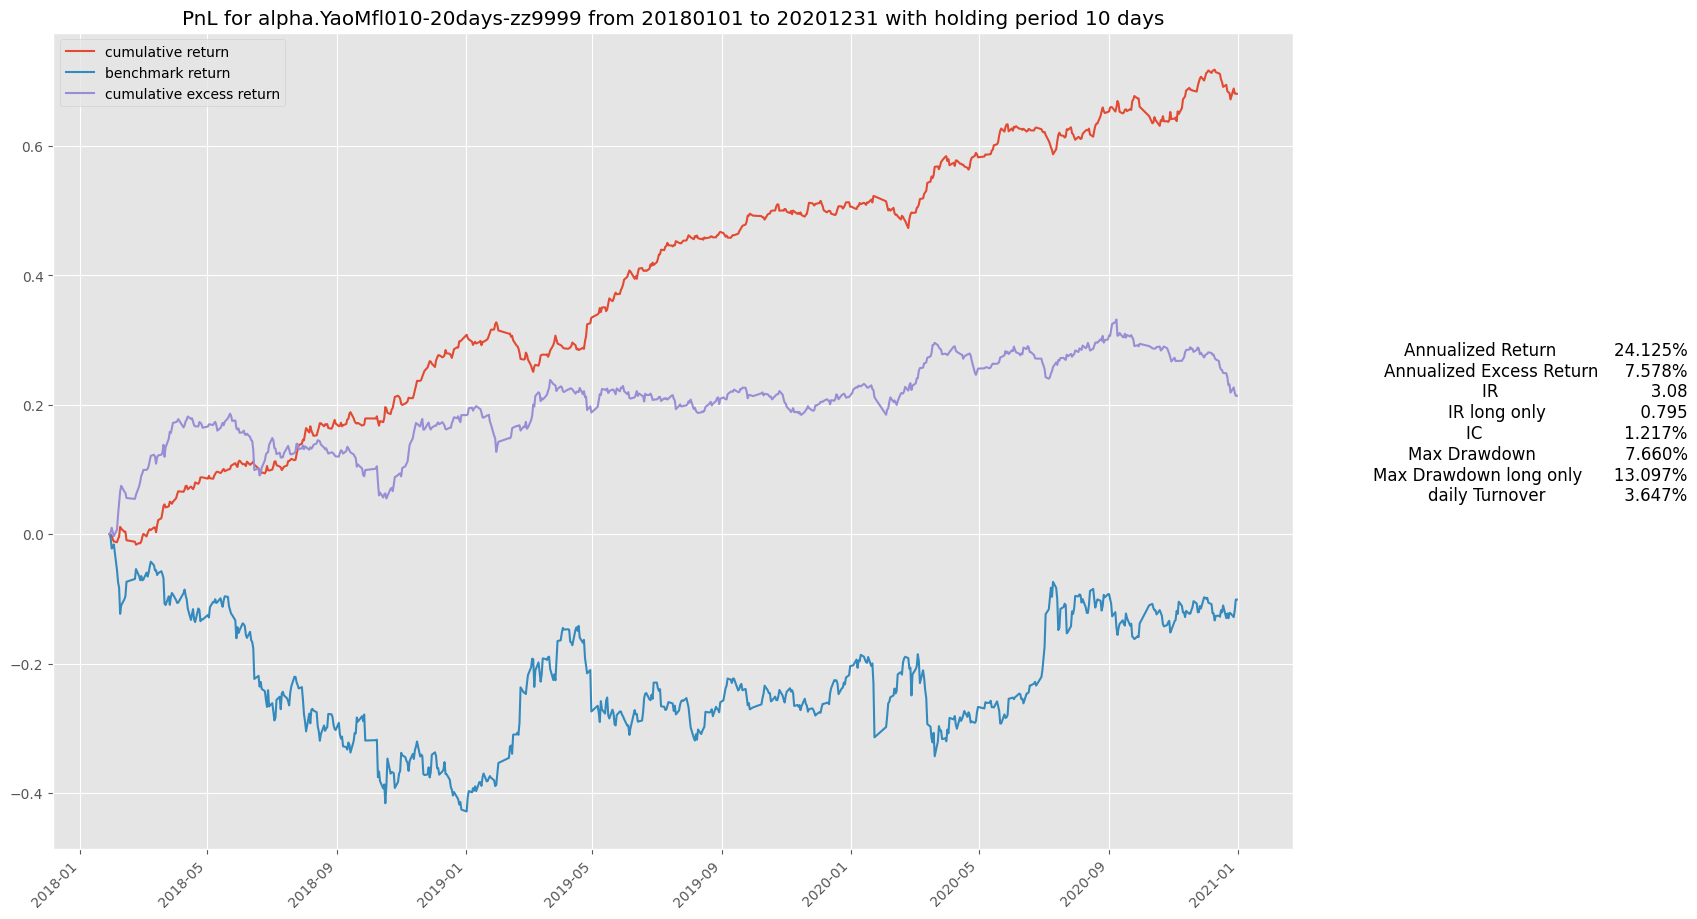 PnL for alpha.YaoMfl010-20days-zz9999 from 20180101 to 20201231 with holding period 10 days
cumulative return
benchmark return
cumulative excess return
0.6
0.4
0.2
0.0
−0.2
−0.4
2018-01
2018-05
2018-09
2019-01
2019-05
2019-09
2020-01
2020-05
2020-09
2021-01
Annualized Return 24.125%
Annualized Excess Return 7.578%
IR 3.08
IR long only 0.795
IC 1.217%
Max Drawdown 7.660%
Max Drawdown long only 13.097%
daily Turnover 3.647%